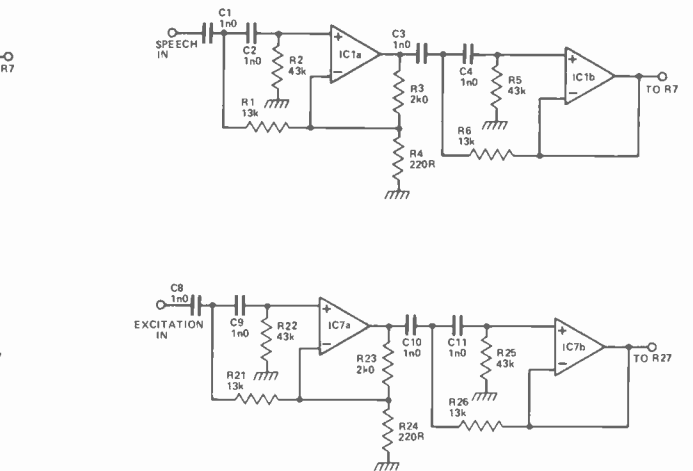 R7
C1
1n0
SPEECH
IN
C2
1n0
R2
43k
+
IC1a
−
R1
13k
C3
1n0
R3
2k0
R4
220R
C4
1n0
R5
43k
+
IC1b
−
R6
13k
TO R7
C8
1n0
EXCITATION
IN
C9
1n0
R22
43k
+
IC7a
−
R21
13k
R23
2k0
C10
1n0
R24
220R
C11
1n0
R25
43k
+
IC7b
−
R26
13k
TO R27